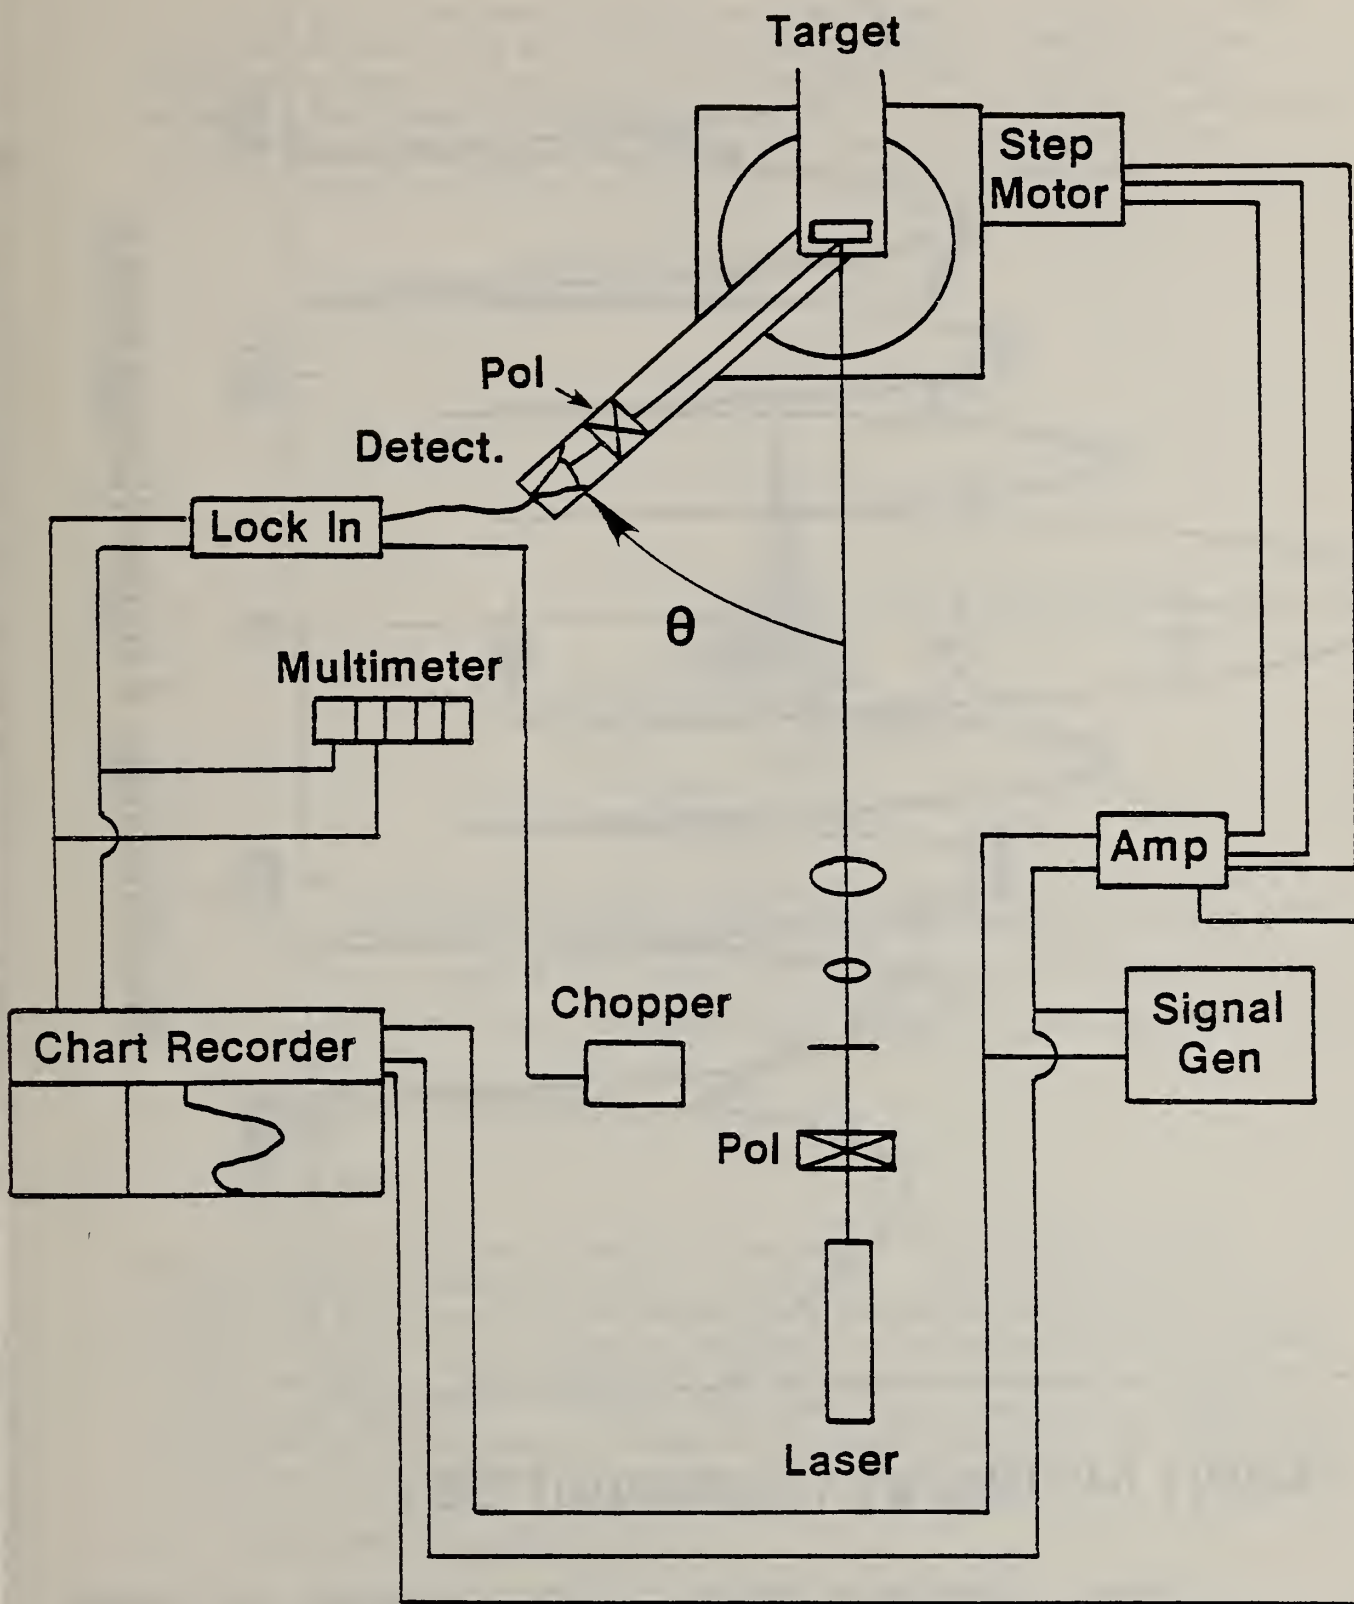 Target
Step
Motor
Pol
Detect.
Lock In
θ
Multimeter
Amp
Chopper
Signal
Gen
Chart Recorder
Pol
Laser